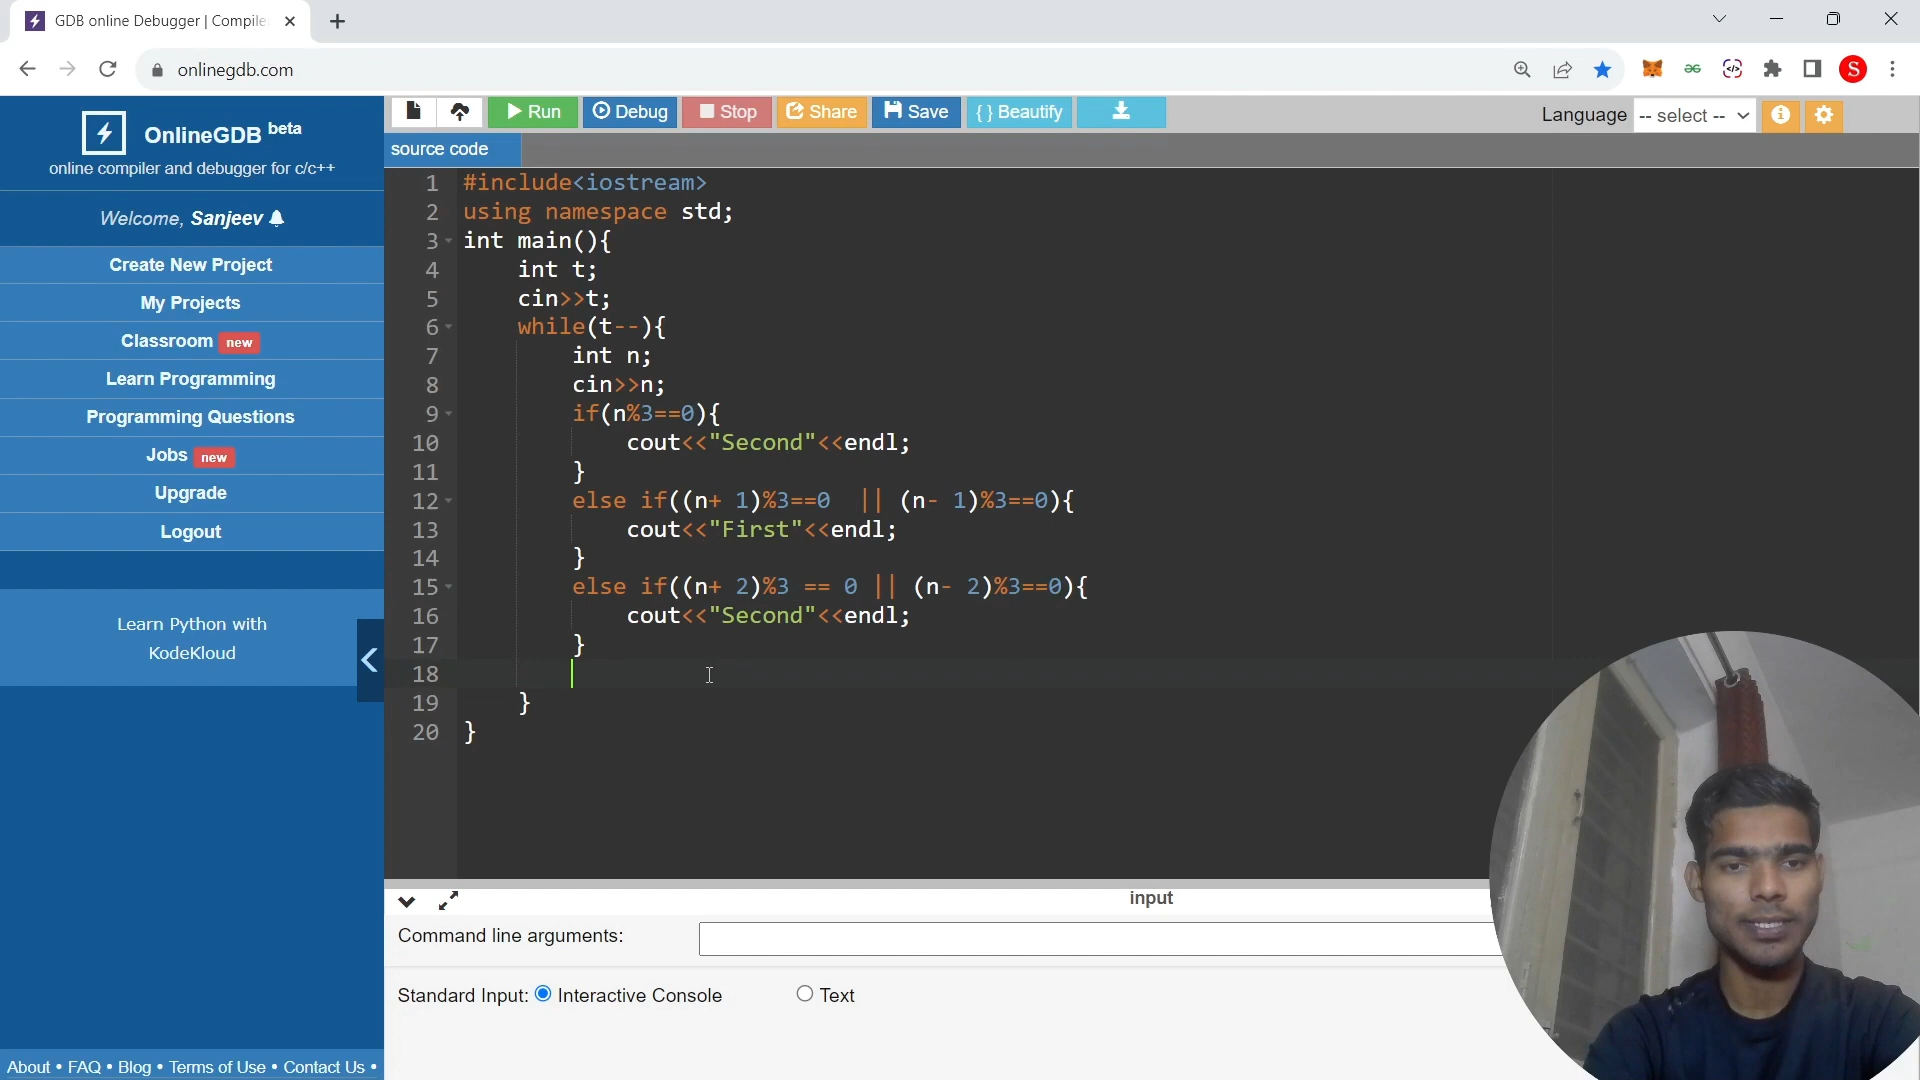 GDB online Debugger | Compile
onlinegdb.com
S
OnlineGDB beta
online compiler and debugger for c/c++
Welcome, Sanjeev
Create New Project
My Projects
Classroom new
Learn Programming
Programming Questions
Jobs new
Upgrade
Logout
Learn Python with
KodeKloud
About • FAQ • Blog • Terms of Use • Contact Us •
Run Debug Stop Share Save { } Beautify
Language -- select --
source code
1 #include<iostream>
2 using namespace std;
3 int main(){
4 int t;
5 cin>>t;
6 while(t--){
7 int n;
8 cin>>n;
9 if(n%3==0){
10 cout<<"Second"<<endl;
11 }
12 else if((n+ 1)%3==0 || (n- 1)%3==0){
13 cout<<"First"<<endl;
14 }
15 else if((n+ 2)%3 == 0 || (n- 2)%3==0){
16 cout<<"Second"<<endl;
17 }
18
19 }
20 }
input
Command line arguments:
Standard Input: Interactive Console Text